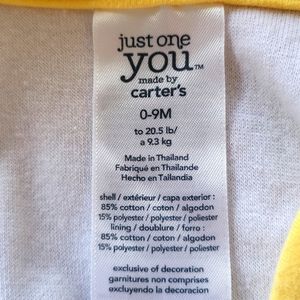 just one
you™
made by
carter's
0-9M
to 20.5 lb/
a 9.3 kg
Made in Thailand
Fabriqué en Thaïlande
Hecho en Tailandia
shell / extérieur / capa exterior :
85% cotton / coton / algodon
15% polyester / polyester / poliester
lining / doublure / forro :
85% cotton / coton / algodon
15% polyester / polyester / poliester
exclusive of decoration
garnitures non comprises
excluyendo la decoracion